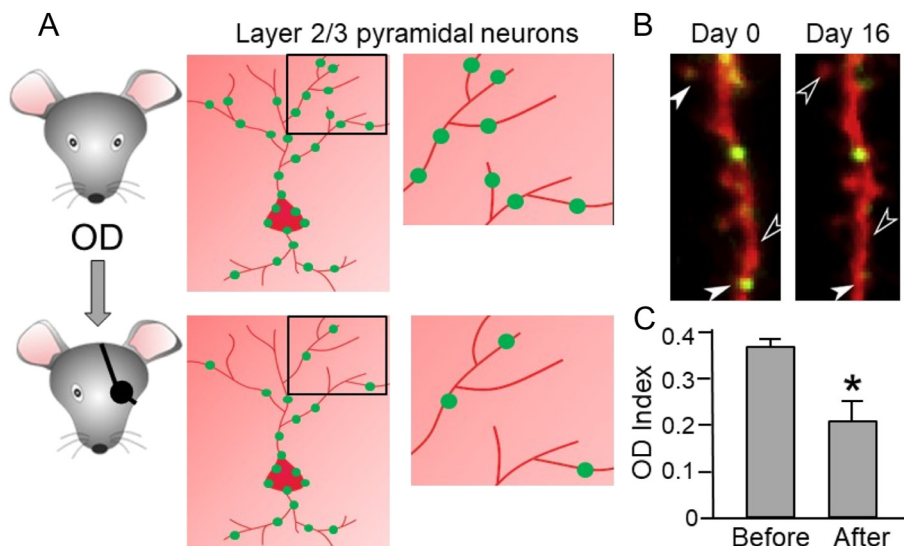 A
Layer 2/3 pyramidal neurons
OD
B
Day 0 Day 16
C
OD Index
0.4
0.3
0.2
0.1
0
*
Before After